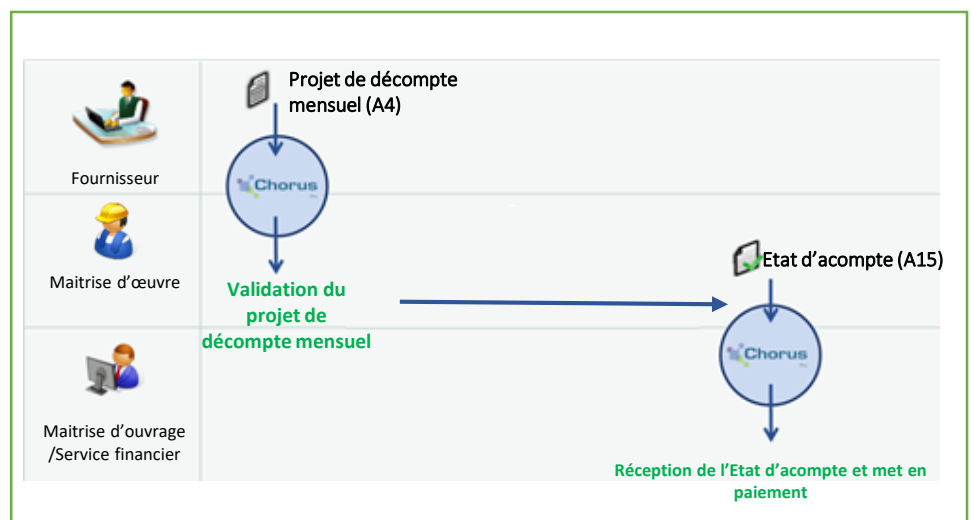 Projet de décompte
mensuel (A4)
Fournisseur
Chorus
Maitrise d'œuvre
Etat d'acompte (A15)
Validation du
projet de
décompte mensuel
Chorus
Maitrise d'ouvrage
/Service financier
Réception de l'Etat d'acompte et met en
paiement